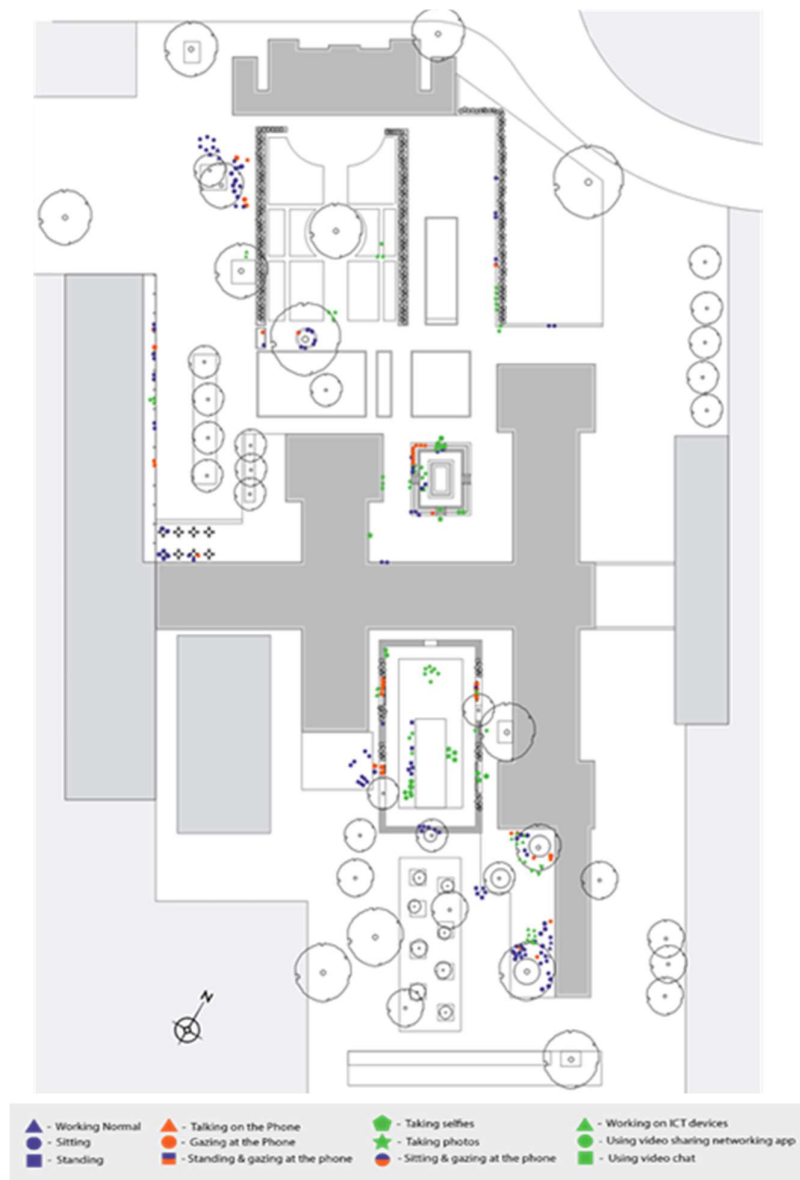 N
- Working Normal
- Sitting
- Standing
- Talking on the Phone
- Gazing at the Phone
- Standing & gazing at the phone
- Taking selfies
- Taking photos
- Sitting & gazing at the phone
- Working on ICT devices
- Using video sharing networking app
- Using video chat